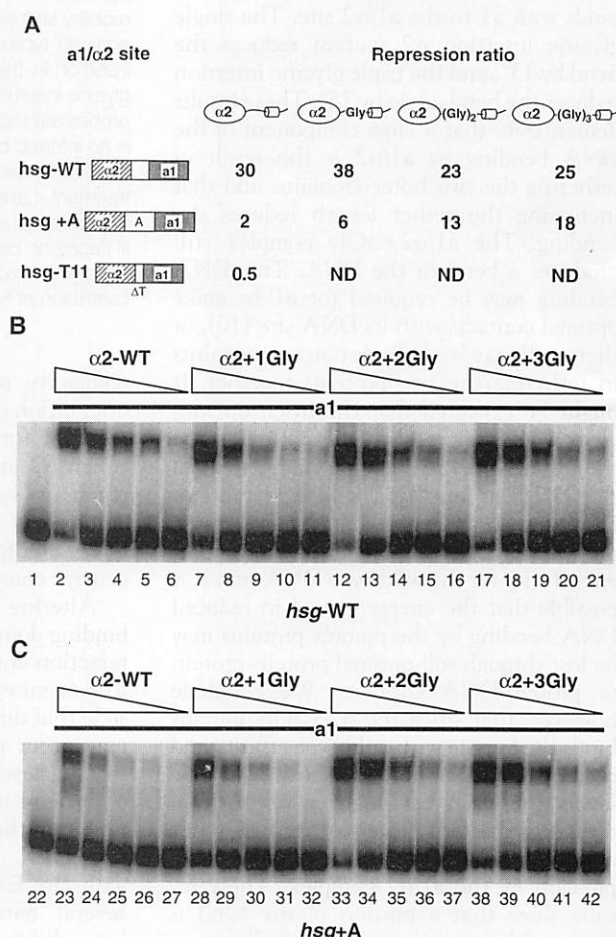 A
a1/α2 site
Repression ratio
α2 α2 Gly α2 (Gly)2 α2 (Gly)3
hsg-WT α2 a1 30 38 23 25
hsg +A α2 A a1 2 6 13 18
hsg-T11 α2 a1 0.5 ND ND ND
ΔT
B
α2-WT α2+1Gly α2+2Gly α2+3Gly
a1
1 2 3 4 5 6 7 8 9 10 11 12 13 14 15 16 17 18 19 20 21
hsg-WT
C
α2-WT α2+1Gly α2+2Gly α2+3Gly
a1
22 23 24 25 26 27 28 29 30 31 32 33 34 35 36 37 38 39 40 41 42
hsg+A